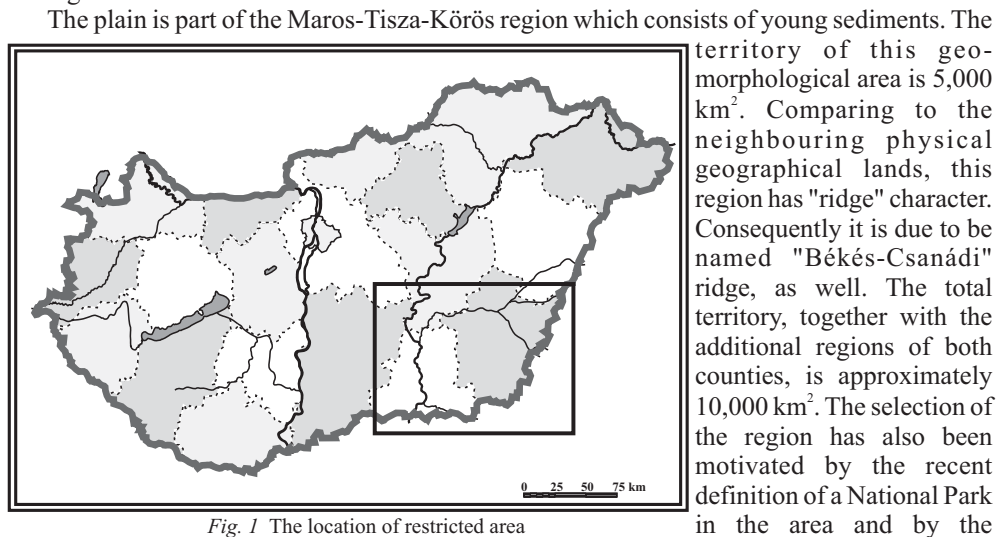 The plain is part of the Maros-Tisza-Körös region which consists of young sediments. The
territory of this geo-
morphological area is 5,000
km². Comparing to the
neighbouring physical
geographical lands, this
region has "ridge" character.
Consequently it is due to be
named "Békés-Csanádi"
ridge, as well. The total
territory, together with the
additional regions of both
counties, is approximately
10,000 km². The selection of
the region has also been
motivated by the recent
definition of a National Park
in the area and by the
0 25 50 75 km
Fig. 1 The location of restricted area